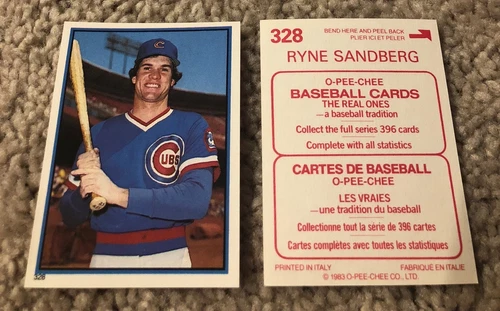 CUBS
328
328
BEND HERE AND PEEL BACK
PLIER ICI ET PELER
RYNE SANDBERG
O-PEE-CHEE
BASEBALL CARDS
THE REAL ONES
—a baseball tradition
Collect the full series 396 cards
Complete with all statistics
CARTES DE BASEBALL
O-PEE-CHEE
LES VRAIES
—une tradition du baseball
Collectionne tout la série de 396 cartes
Cartes complètes avec toutes les statistiques
PRINTED IN ITALY FABRIQUÉ EN ITALIE
© 1983 O-PEE-CHEE CO., LTD.